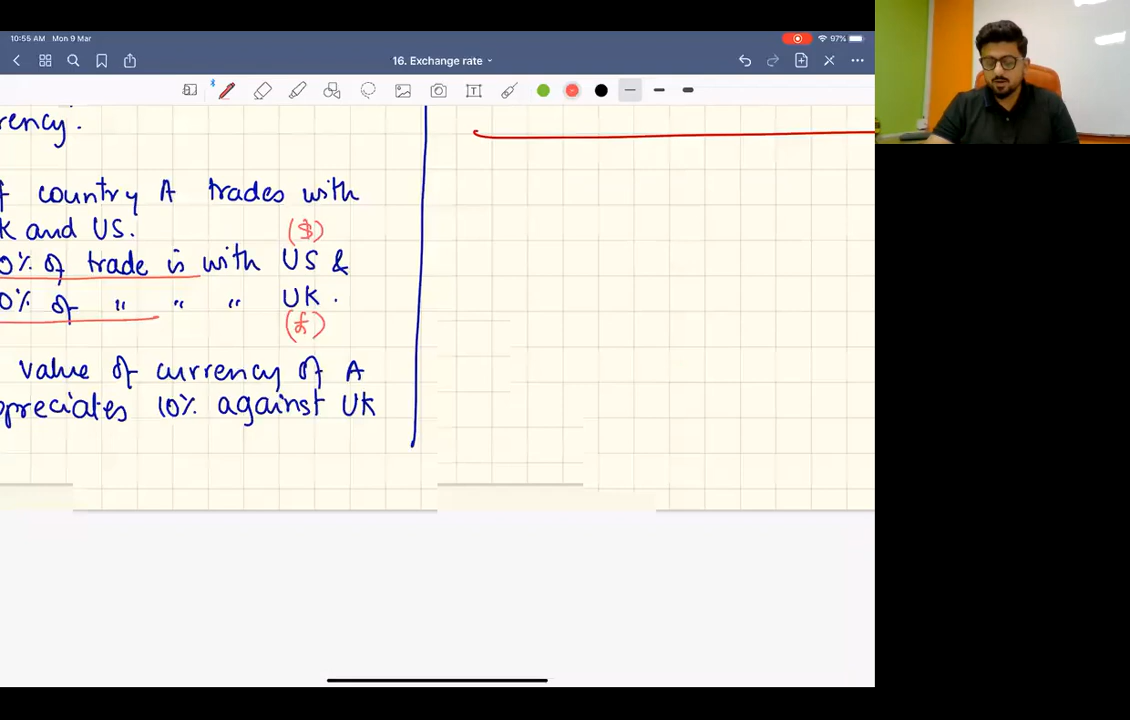 10:55 AM Mon 9 Mar
97%
16. Exchange rate
T
rency.
f country A trades with
K and US.
($)
0% of trade is with US &
0% of " " " UK.
(£)
value of currency of A
ppreciates 10% against UK